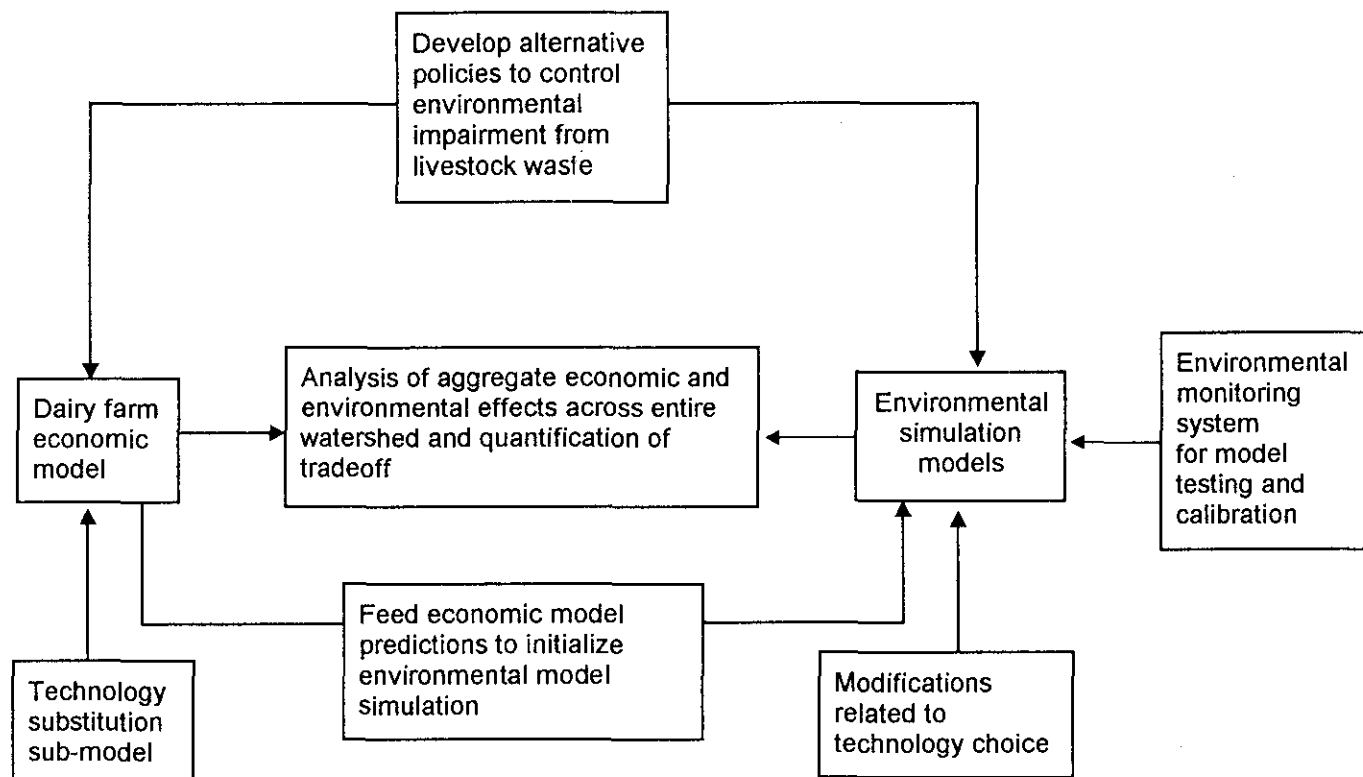 Develop alternative
policies to control
environmental
impairment from
livestock waste
Dairy farm
economic
model
Analysis of aggregate economic and
environmental effects across entire
watershed and quantification of
tradeoff
Environmental
simulation
models
Environmental
monitoring
system
for model
testing and
calibration
Feed economic model
predictions to initialize
environmental model
simulation
Technology
substitution
sub-model
Modifications
related to
technology choice